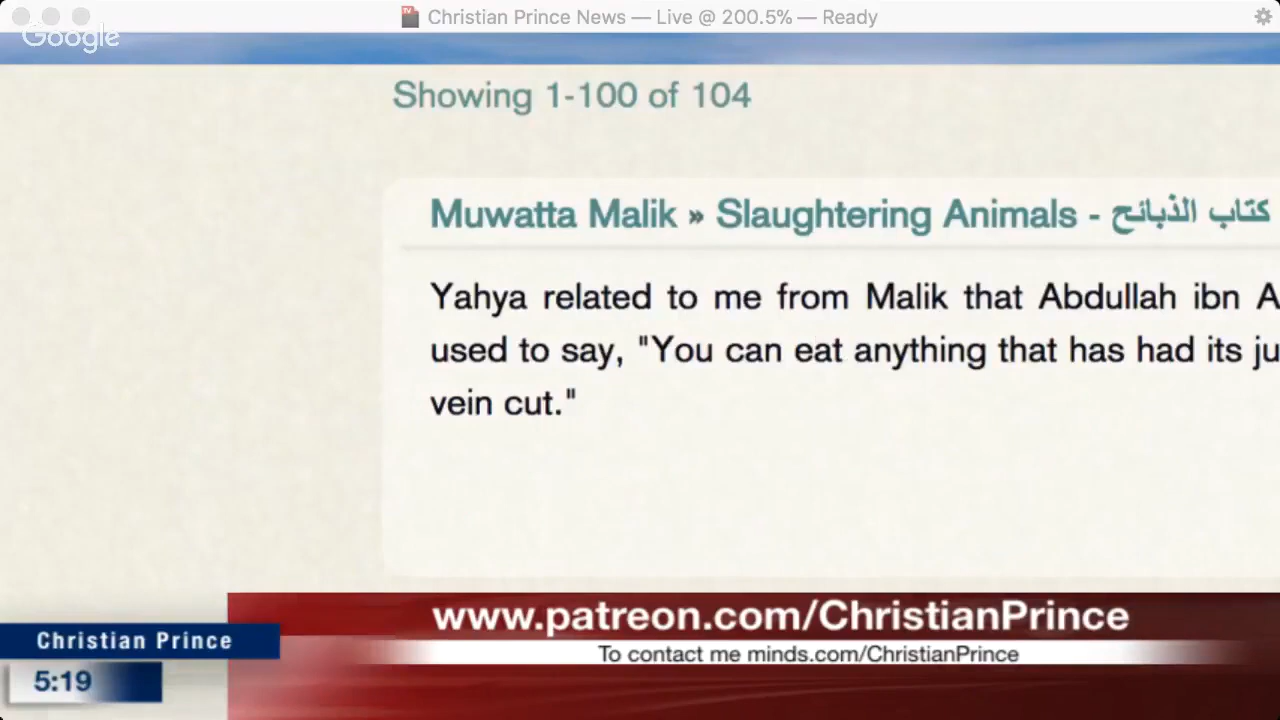 Christian Prince News — Live @ 200.5% — Ready
Google
Showing 1-100 of 104
Muwatta Malik » Slaughtering Animals - كتاب الذبائح
Yahya related to me from Malik that Abdullah ibn A
used to say, "You can eat anything that has had its ju
vein cut."
www.patreon.com/ChristianPrince
Christian Prince
To contact me minds.com/ChristianPrince
5:19